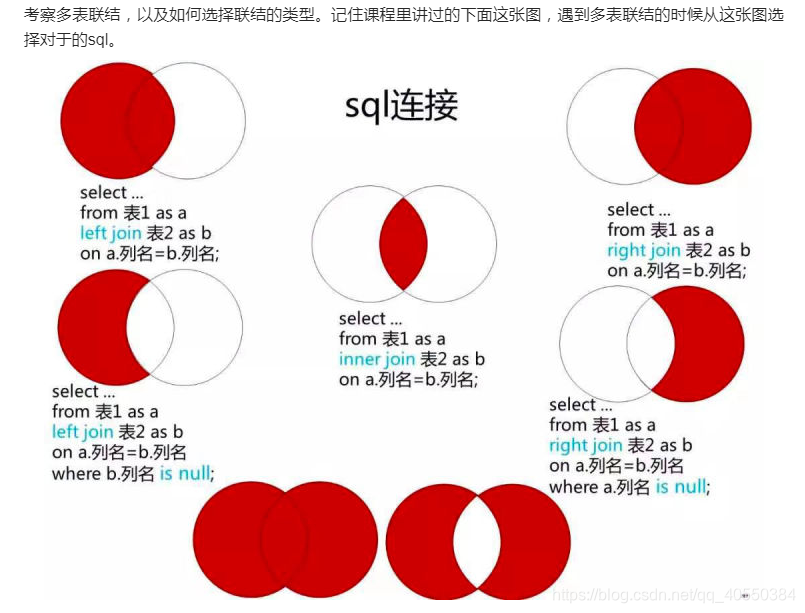 考察多表联结，以及如何选择联结的类型。记住课程里讲过的下面这张图，遇到多表联结的时候从这张图选
择对于的sql。
sql连接
select ...
from 表1 as a
left join 表2 as b
on a.列名=b.列名;
select ...
from 表1 as a
right join 表2 as b
on a.列名=b.列名;
select ...
from 表1 as a
inner join 表2 as b
on a.列名=b.列名;
select ...
from 表1 as a
left join 表2 as b
on a.列名=b.列名
where b.列名 is null;
select ...
from 表1 as a
right join 表2 as b
on a.列名=b.列名
where a.列名 is null;
https://blog.csdn.net/qq_40550384